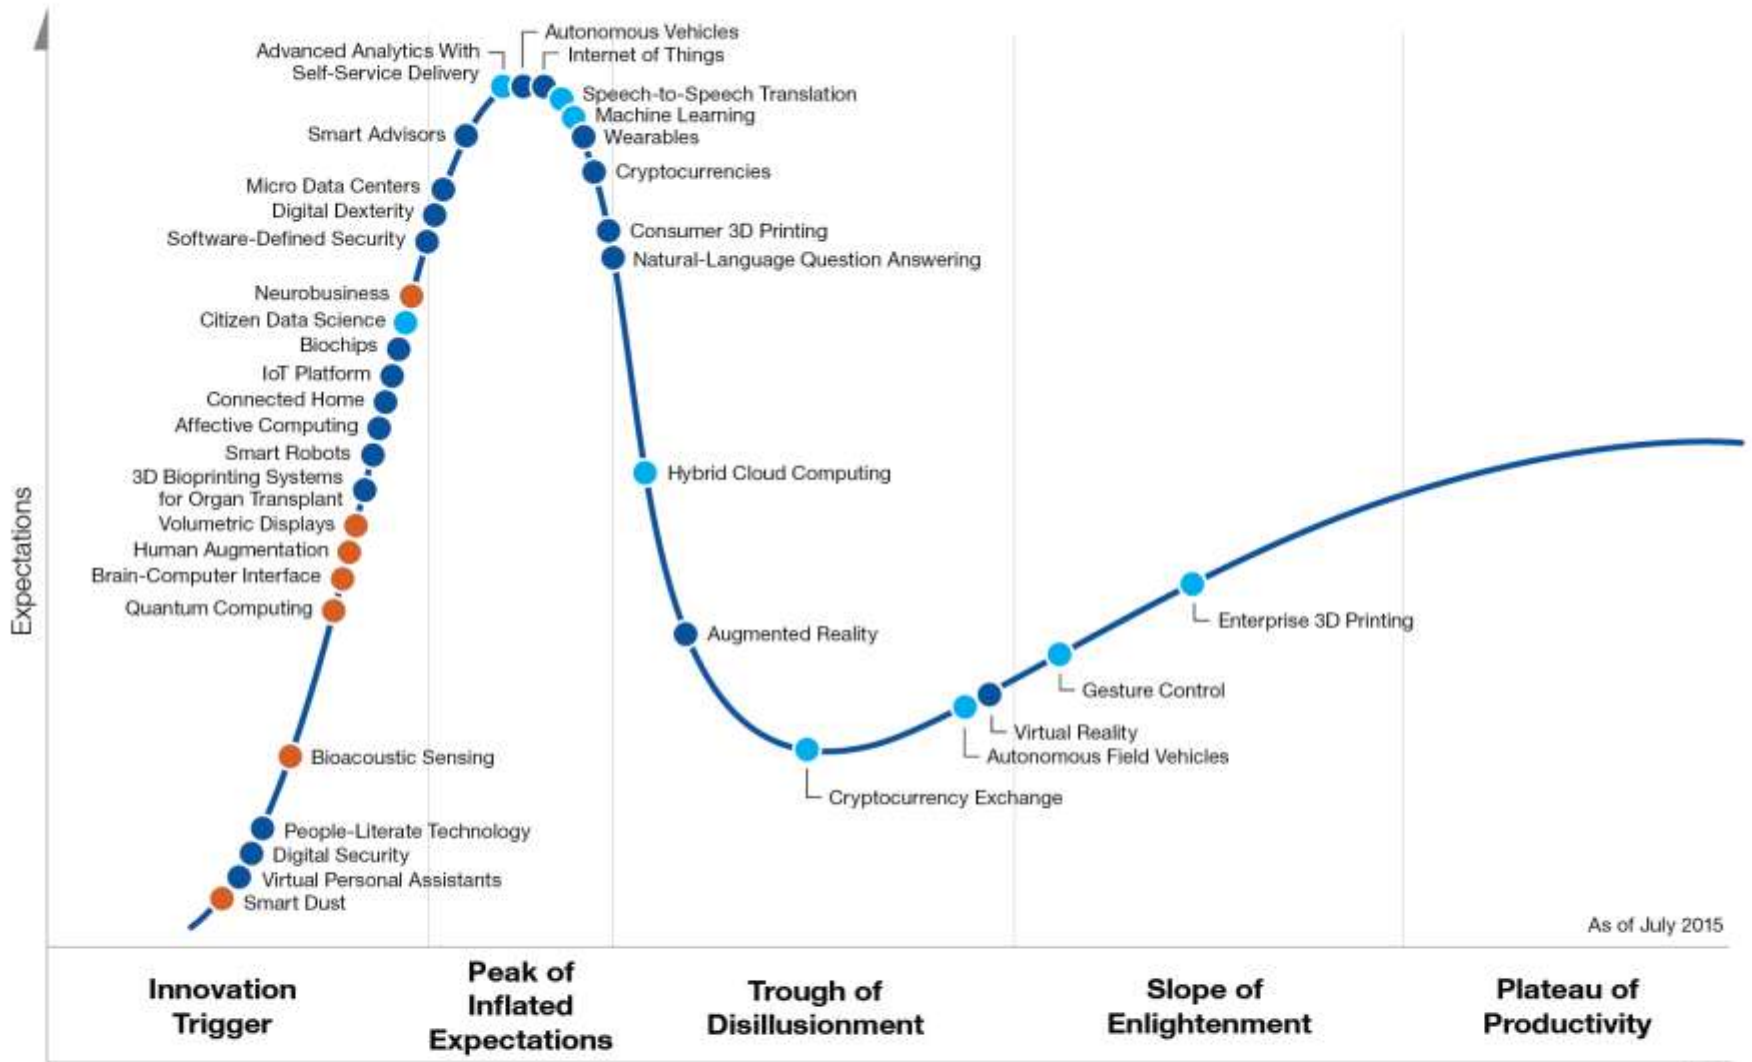 Autonomous Vehicles
Advanced Analytics With
Self-Service Delivery
Internet of Things
Speech-to-Speech Translation
Machine Learning
Smart Advisors
Wearables
Cryptocurrencies
Micro Data Centers
Digital Dexterity
Software-Defined Security
Consumer 3D Printing
Natural-Language Question Answering
Neurobusiness
Citizen Data Science
Biochips
IoT Platform
Connected Home
Affective Computing
Smart Robots
3D Bioprinting Systems
for Organ Transplant
Hybrid Cloud Computing
Volumetric Displays
Human Augmentation
Brain-Computer Interface
Quantum Computing
Expectations
Augmented Reality
Enterprise 3D Printing
Gesture Control
Virtual Reality
Autonomous Field Vehicles
Cryptocurrency Exchange
Bioacoustic Sensing
People-Literate Technology
Digital Security
Virtual Personal Assistants
Smart Dust
As of July 2015
Innovation
Trigger
Peak of
Inflated
Expectations
Trough of
Disillusionment
Slope of
Enlightenment
Plateau of
Productivity